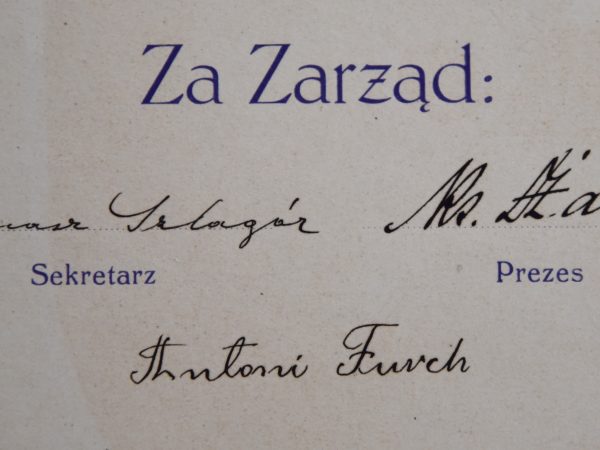 Za Zarząd:
Szlagór Ks.
Sekretarz Prezes
Antoni Furch